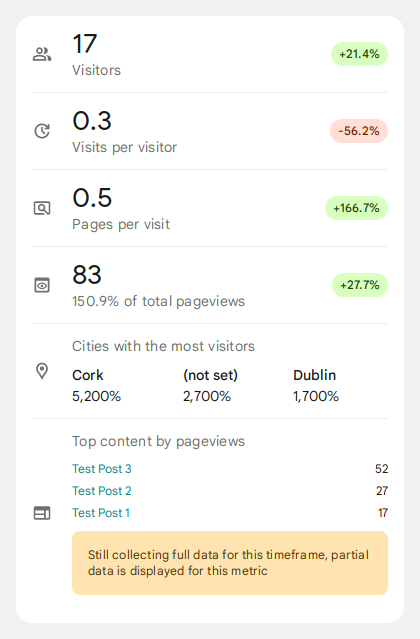 17
Visitors
+21.4%
0.3
Visits per visitor
-56.2%
0.5
Pages per visit
+166.7%
83
150.9% of total pageviews
+27.7%
Cities with the most visitors
Cork (not set) Dublin
5,200% 2,700% 1,700%
Top content by pageviews
Test Post 3 52
Test Post 2 27
Test Post 1 17
Still collecting full data for this timeframe, partial
data is displayed for this metric